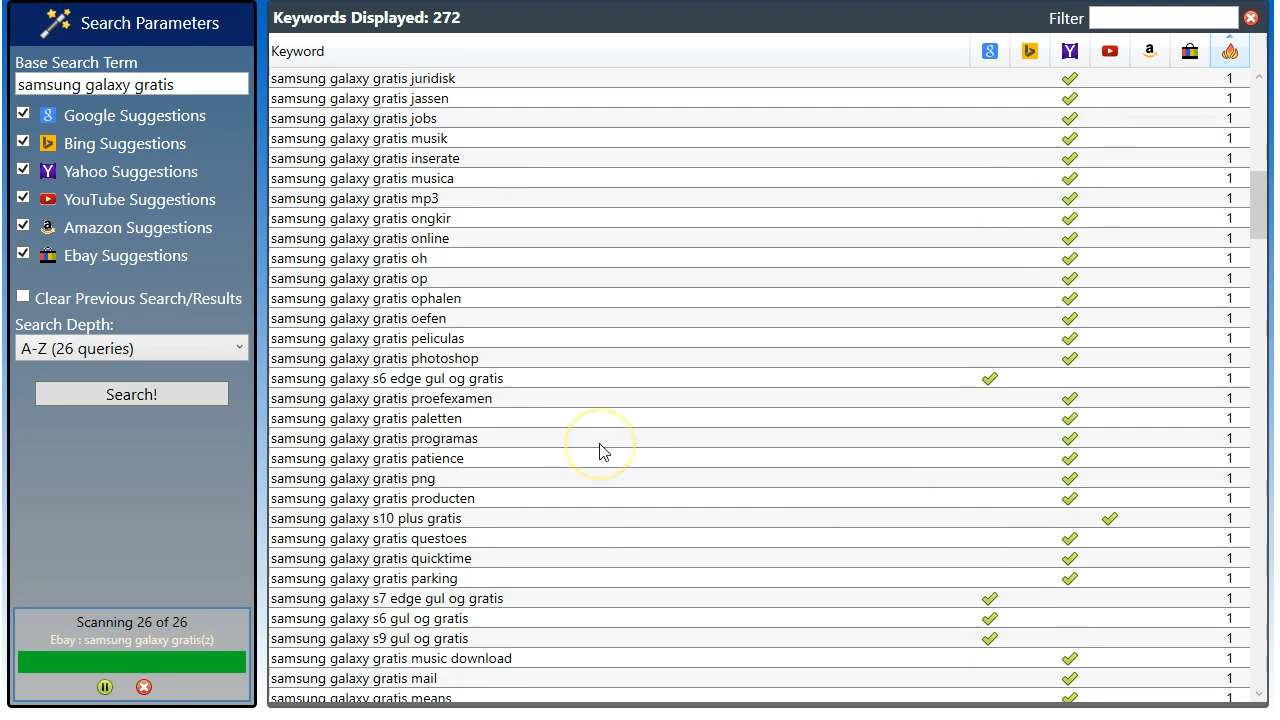 Search Parameters
Base Search Term
samsung galaxy gratis
Google Suggestions
Bing Suggestions
Yahoo Suggestions
YouTube Suggestions
Amazon Suggestions
Ebay Suggestions
Clear Previous Search/Results
Search Depth:
A-Z (26 queries)
Search!
Scanning 26 of 26
Ebay : samsung galaxy gratis(z)
Keywords Displayed: 272
Filter
Keyword
samsung galaxy gratis juridisk 1
samsung galaxy gratis jassen 1
samsung galaxy gratis jobs 1
samsung galaxy gratis musik 1
samsung galaxy gratis inserate 1
samsung galaxy gratis musica 1
samsung galaxy gratis mp3 1
samsung galaxy gratis ongkir 1
samsung galaxy gratis online 1
samsung galaxy gratis oh 1
samsung galaxy gratis op 1
samsung galaxy gratis ophalen 1
samsung galaxy gratis oefen 1
samsung galaxy gratis peliculas 1
samsung galaxy gratis photoshop 1
samsung galaxy s6 edge gul og gratis 1
samsung galaxy gratis proefexamen 1
samsung galaxy gratis paletten 1
samsung galaxy gratis programas 1
samsung galaxy gratis patience 1
samsung galaxy gratis png 1
samsung galaxy gratis producten 1
samsung galaxy s10 plus gratis 1
samsung galaxy gratis questoes 1
samsung galaxy gratis quicktime 1
samsung galaxy gratis parking 1
samsung galaxy s7 edge gul og gratis 1
samsung galaxy s6 gul og gratis 1
samsung galaxy s9 gul og gratis 1
samsung galaxy gratis music download 1
samsung galaxy gratis mail 1
samsung galaxy gratis means 1